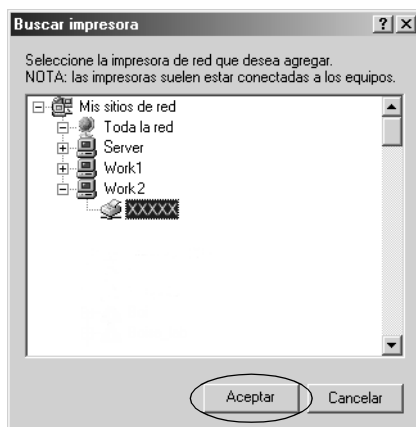 Buscar impresora
Seleccione la impresora de red que desea agregar.
NOTA: las impresoras suelen estar conectadas a los equipos.
Mis sitios de red
Toda la red
Server
Work1
Work2
XXXXX
Aceptar
Cancelar